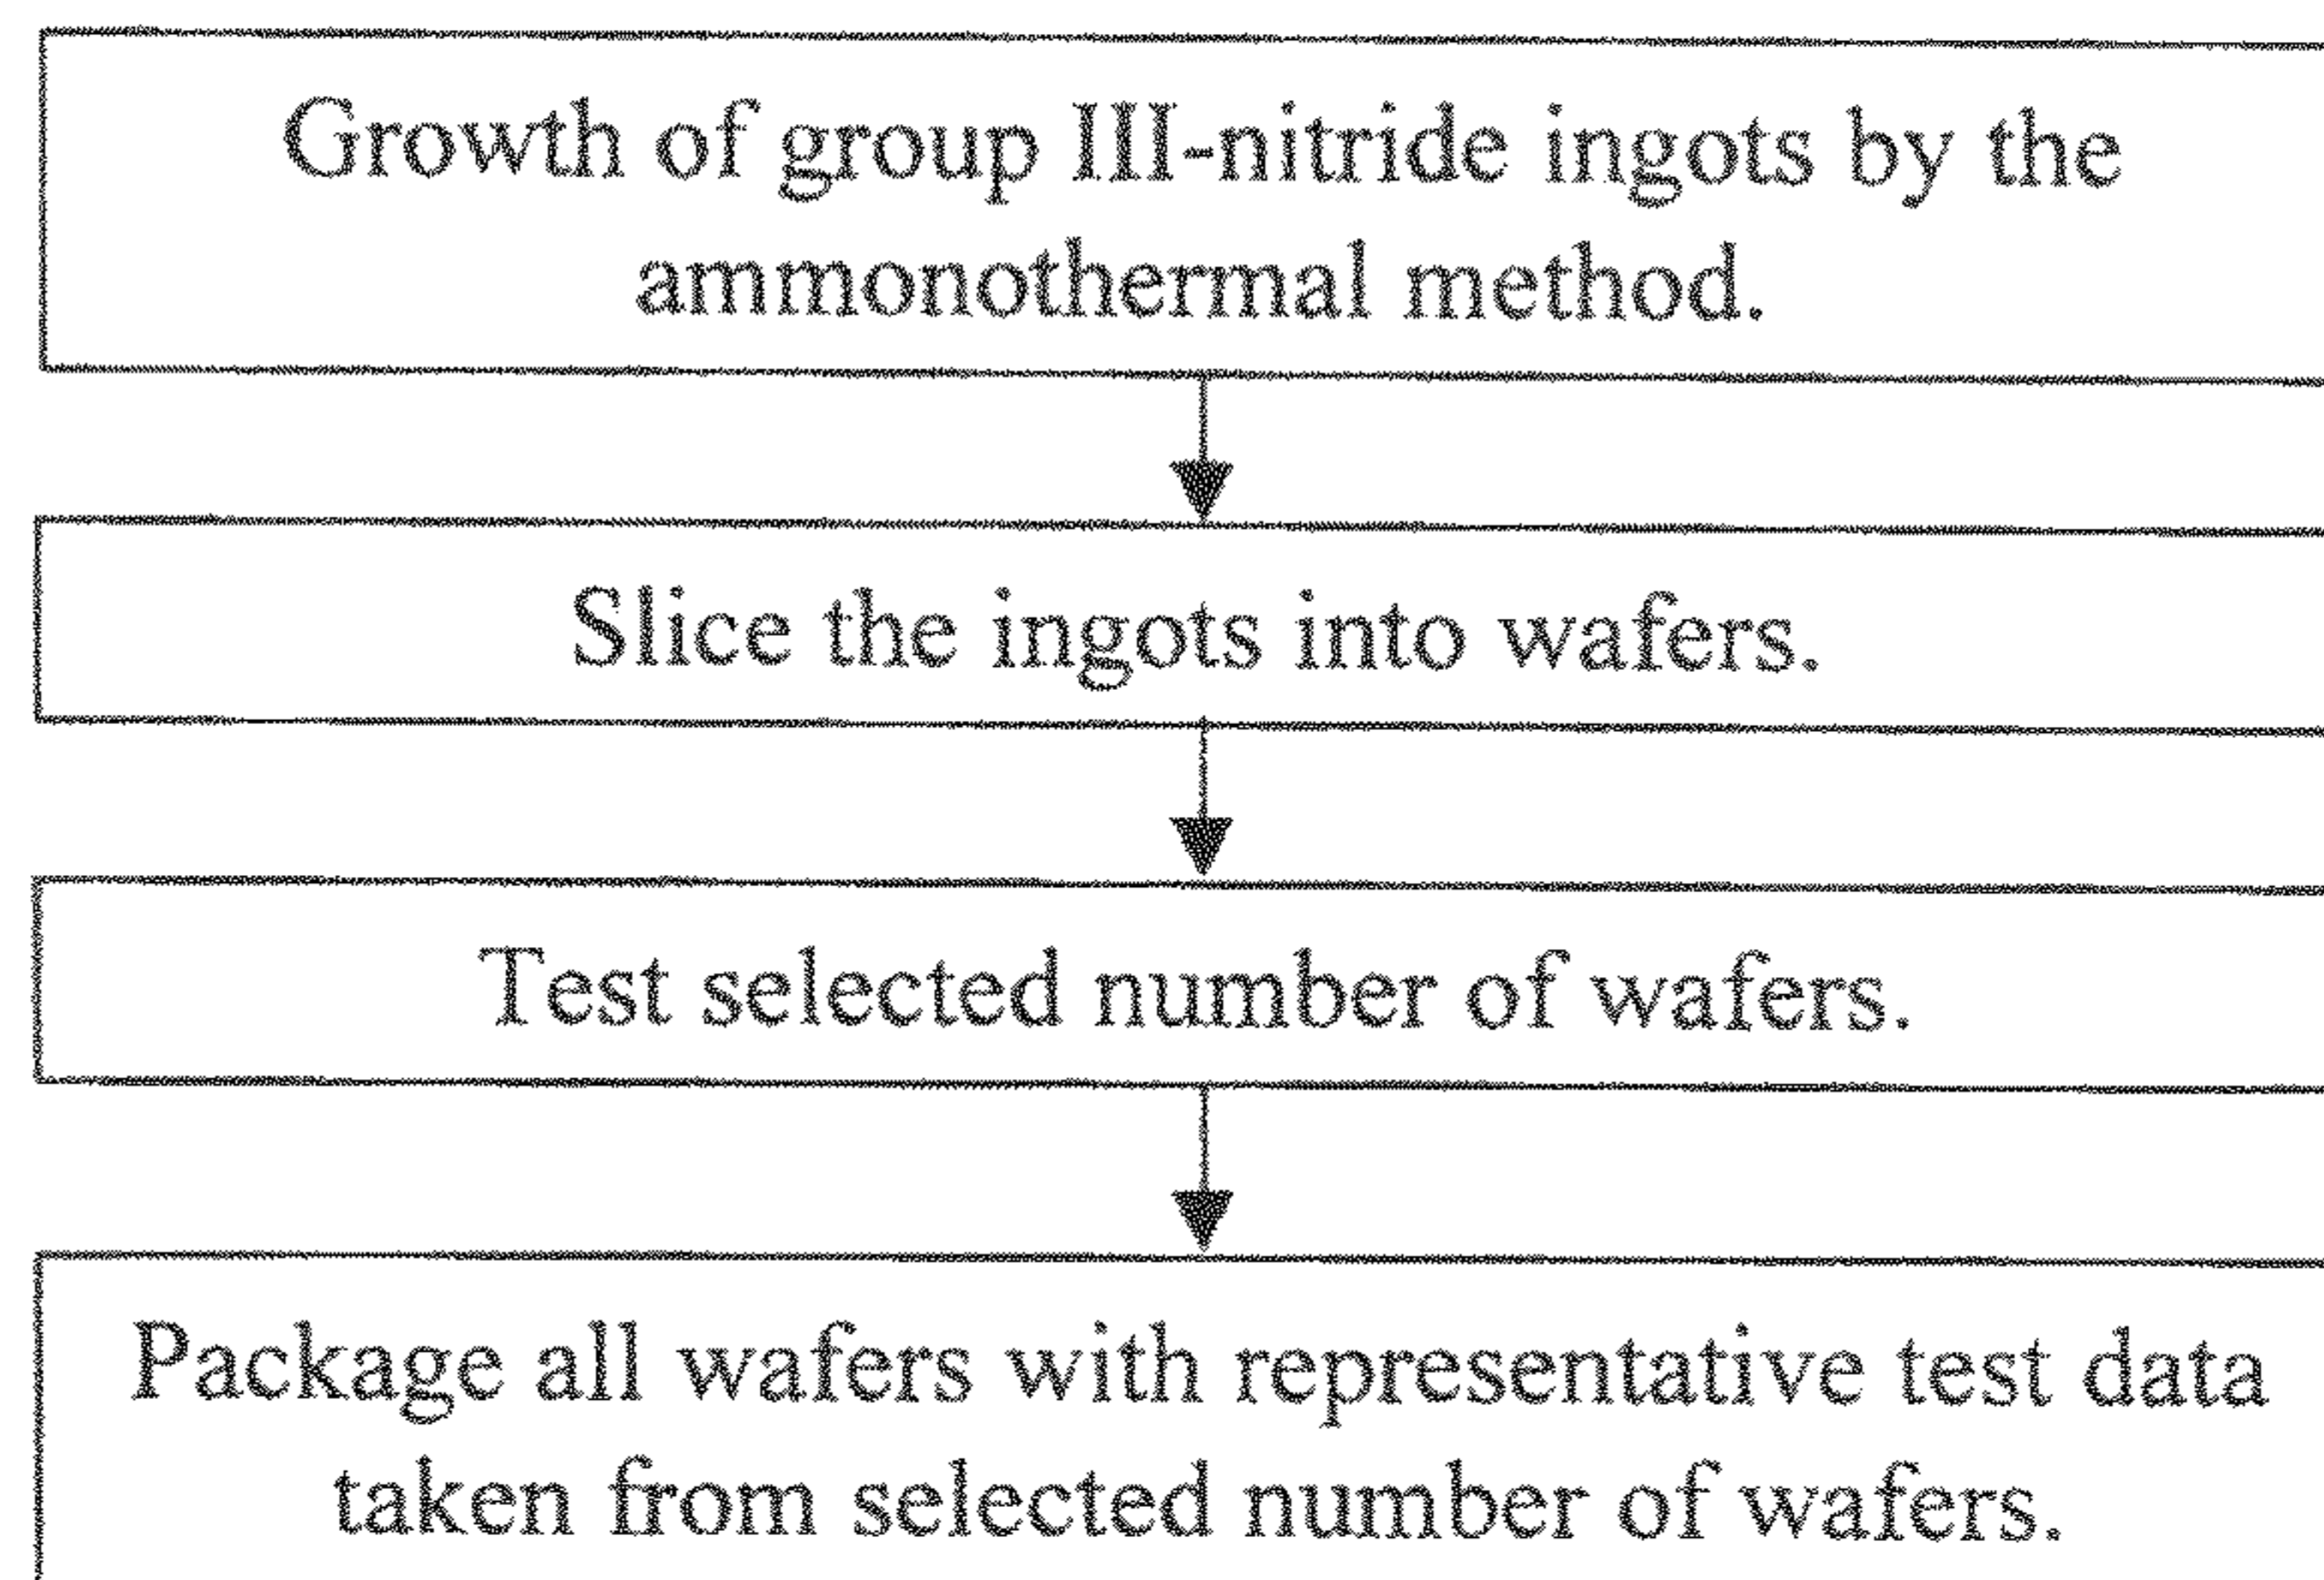 Growth of group III-nitride ingots by the
ammonothermal method.
Slice the ingots into wafers.
Test selected number of wafers.
Package all wafers with representative test data
taken from selected number of wafers.